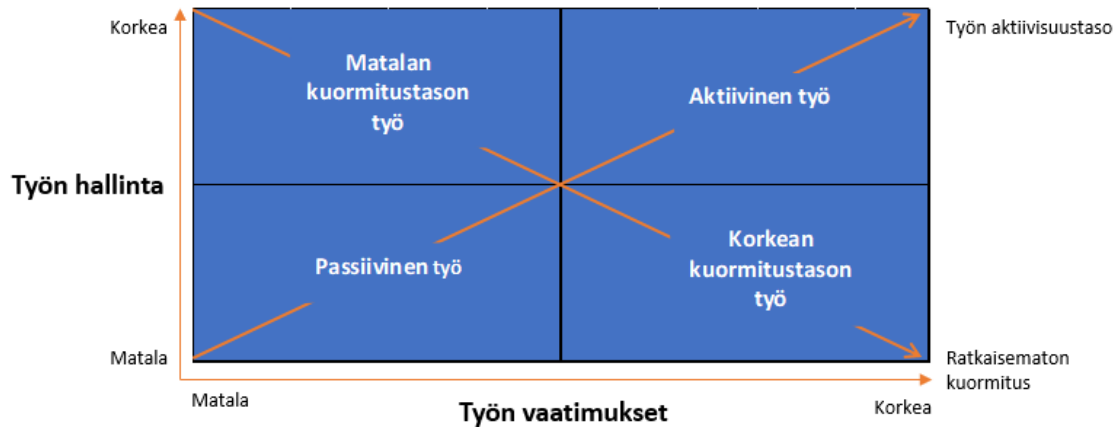 Korkea
Työn aktiivisuustaso
Matalan
kuormitustason
työ
Aktiivinen työ
Työn hallinta
Passiivinen työ
Korkean
kuormitustason
työ
Matala
Ratkaisematon
kuormitus
Matala
Työn vaatimukset
Korkea